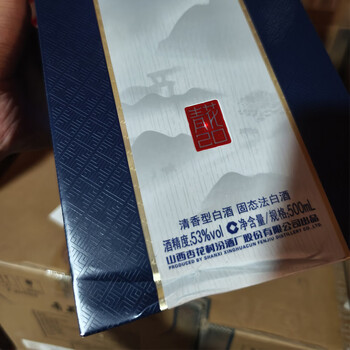 青花
20
清香型白酒 固态法白酒
酒精度:53%vol 净含量/规格:500mL
山西杏花村汾酒厂股份有限公司出品
PRODUCED BY SHANXI XINGHUACUN FENJIU DISTILLERY CO.,LTD.